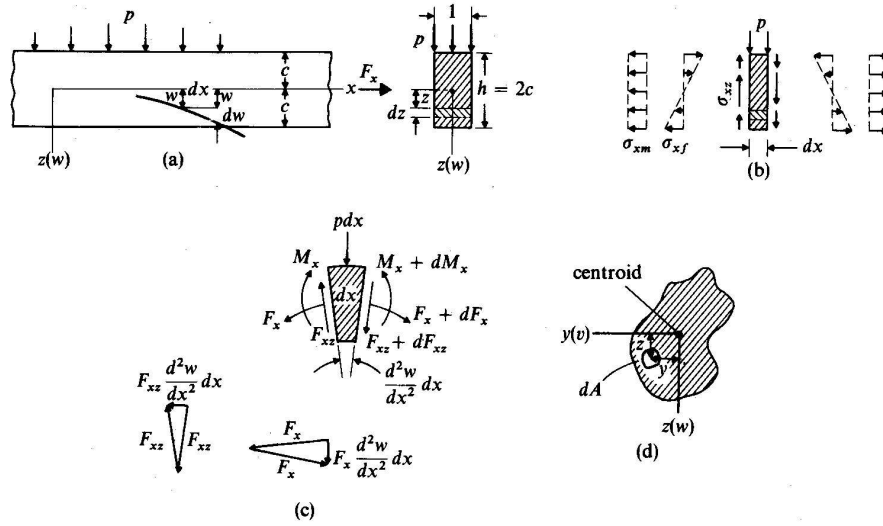 p
c
c
w
dx
w
dw
x
F_x
z(w)
(a)
1
p
z
dz
h = 2c
z(w)
p
σ_xz
σ_xm
σ_xf
dx
(b)
pdx
M_x
M_x + dM_x
dx
F_x
F_x + dF_x
F_xz
F_xz + dF_xz
d²w/dx² dx
F_xz d²w/dx² dx
F_xz
F_xz
F_x
F_x
F_x d²w/dx² dx
(c)
centroid
y(v)
z
y
dA
z(w)
(d)